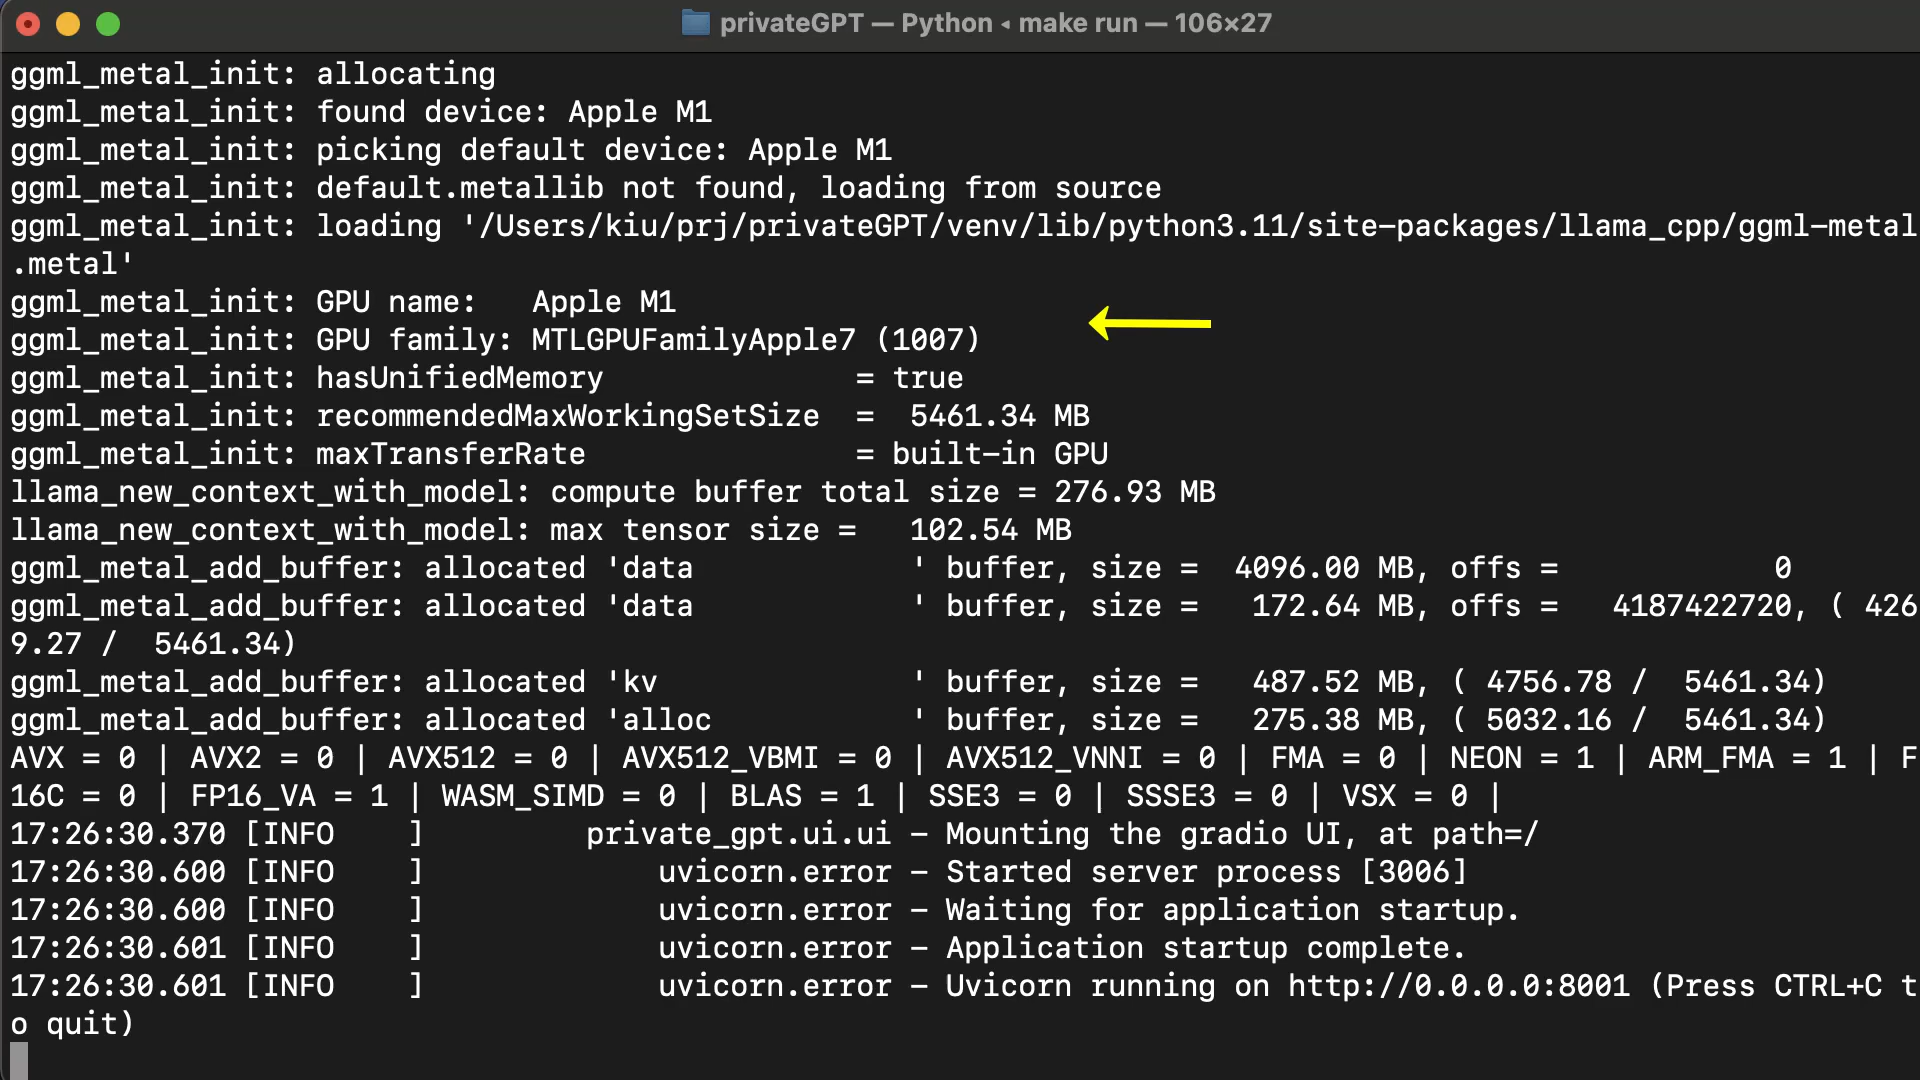 privateGPT — Python ◂ make run — 106×27
ggml_metal_init: allocating
ggml_metal_init: found device: Apple M1
ggml_metal_init: picking default device: Apple M1
ggml_metal_init: default.metallib not found, loading from source
ggml_metal_init: loading '/Users/kiu/prj/privateGPT/venv/lib/python3.11/site-packages/llama_cpp/ggml-metal
.metal'
ggml_metal_init: GPU name:   Apple M1
ggml_metal_init: GPU family: MTLGPUFamilyApple7 (1007)
ggml_metal_init: hasUnifiedMemory              = true
ggml_metal_init: recommendedMaxWorkingSetSize  =  5461.34 MB
ggml_metal_init: maxTransferRate               = built-in GPU
llama_new_context_with_model: compute buffer total size = 276.93 MB
llama_new_context_with_model: max tensor size =   102.54 MB
ggml_metal_add_buffer: allocated 'data            ' buffer, size =  4096.00 MB, offs =            0
ggml_metal_add_buffer: allocated 'data            ' buffer, size =   172.64 MB, offs =   4187422720, ( 426
9.27 /  5461.34)
ggml_metal_add_buffer: allocated 'kv              ' buffer, size =   487.52 MB, ( 4756.78 /  5461.34)
ggml_metal_add_buffer: allocated 'alloc           ' buffer, size =   275.38 MB, ( 5032.16 /  5461.34)
AVX = 0 | AVX2 = 0 | AVX512 = 0 | AVX512_VBMI = 0 | AVX512_VNNI = 0 | FMA = 0 | NEON = 1 | ARM_FMA = 1 | F
16C = 0 | FP16_VA = 1 | WASM_SIMD = 0 | BLAS = 1 | SSE3 = 0 | SSSE3 = 0 | VSX = 0 |
17:26:30.370 [INFO    ]         private_gpt.ui.ui - Mounting the gradio UI, at path=/
17:26:30.600 [INFO    ]             uvicorn.error - Started server process [3006]
17:26:30.600 [INFO    ]             uvicorn.error - Waiting for application startup.
17:26:30.601 [INFO    ]             uvicorn.error - Application startup complete.
17:26:30.601 [INFO    ]             uvicorn.error - Uvicorn running on http://0.0.0.0:8001 (Press CTRL+C t
o quit)